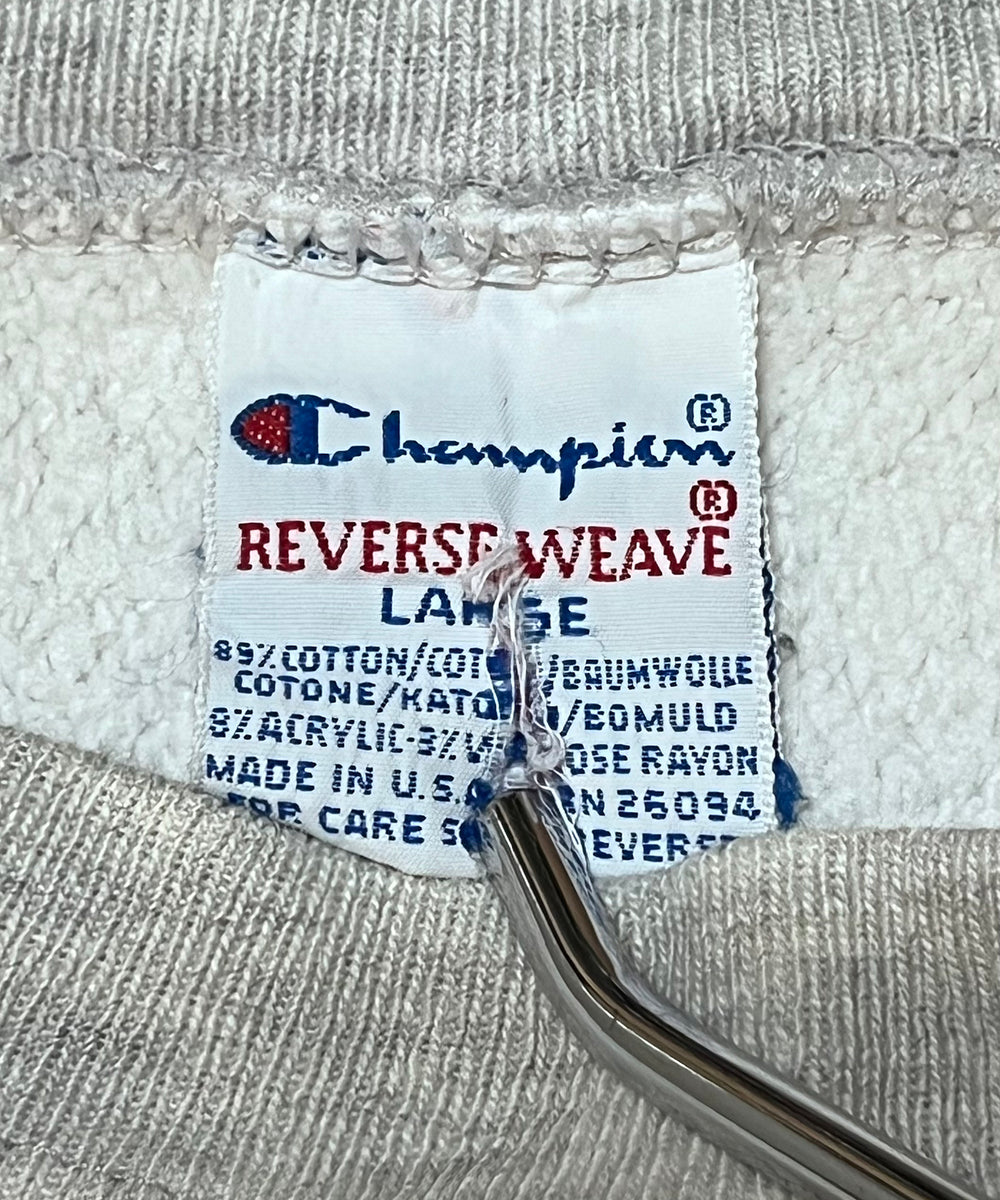 Champion®
®
REVERSE WEAVE
LARGE
89% COTTON/COT /BAUMWOLLE
COTONE/KATO /BOMULD
8% ACRYLIC-3% V OSE RAYON
MADE IN U.S.A N 26094
FOR CARE S EVERSE